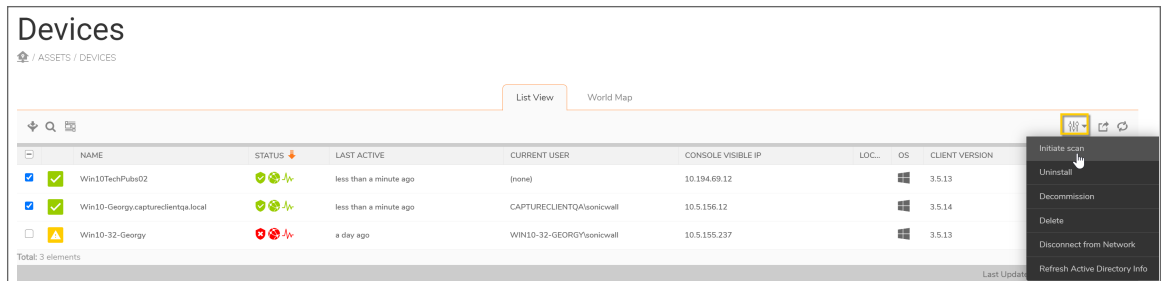 Devices
/ ASSETS / DEVICES
List View World Map
NAME STATUS LAST ACTIVE CURRENT USER CONSOLE VISIBLE IP LOC... OS CLIENT VERSION
Initiate scan
Win10TechPubs02 less than a minute ago (none) 10.194.69.12 3.5.13
Uninstall
Decommission
Win10-Georgy.captureclientqa.local less than a minute ago CAPTURECLIENTQA\sonicwall 10.5.156.12 3.5.14
Delete
Win10-32-Georgy a day ago WIN10-32-GEORGY\sonicwall 10.5.155.237 3.5.13
Disconnect from Network
Total: 3 elements
Refresh Active Directory Info
Last Update